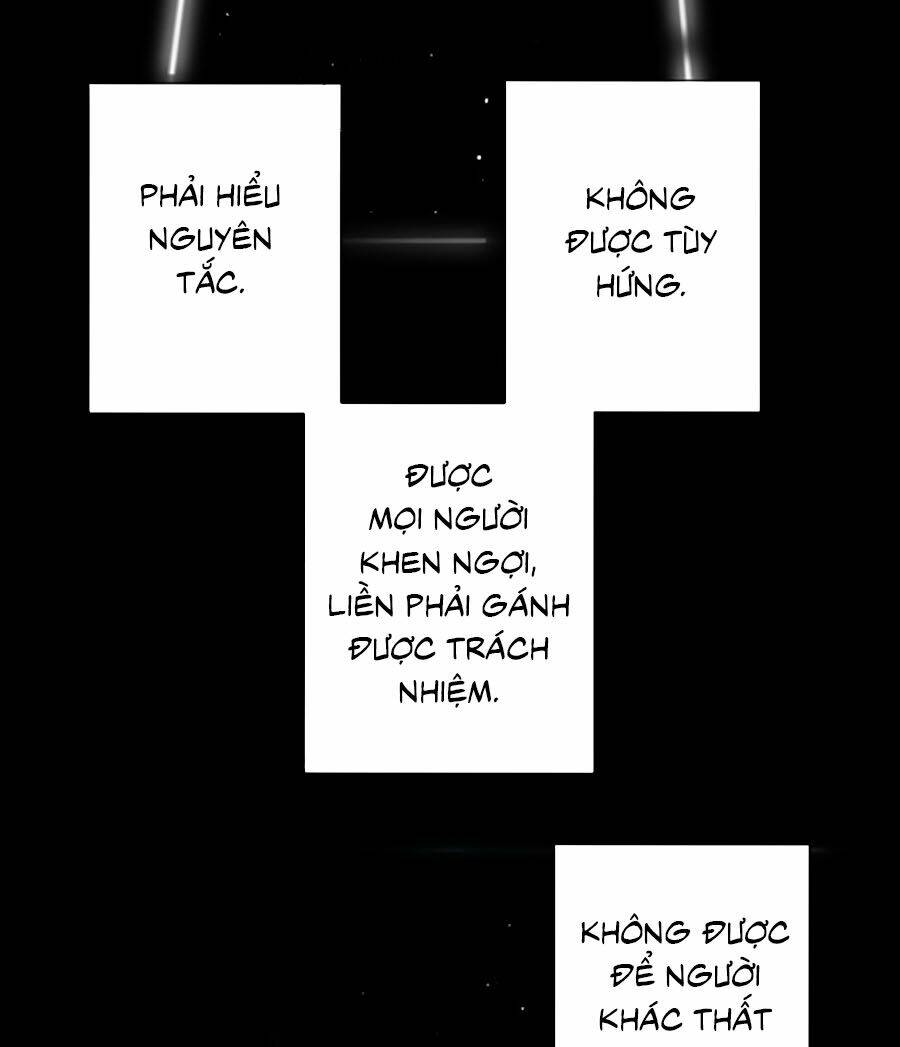 PHẢI HIỂU
NGUYÊN
TẮC.
KHÔNG
ĐƯỢC TÙY
HỨNG.
ĐƯỢC
MỌI NGƯỜI
KHEN NGỢI,
LIỀN PHẢI GÁNH
ĐƯỢC TRÁCH
NHIỆM.
KHÔNG ĐƯỢC
ĐỂ NGƯỜI
KHÁC THẤT